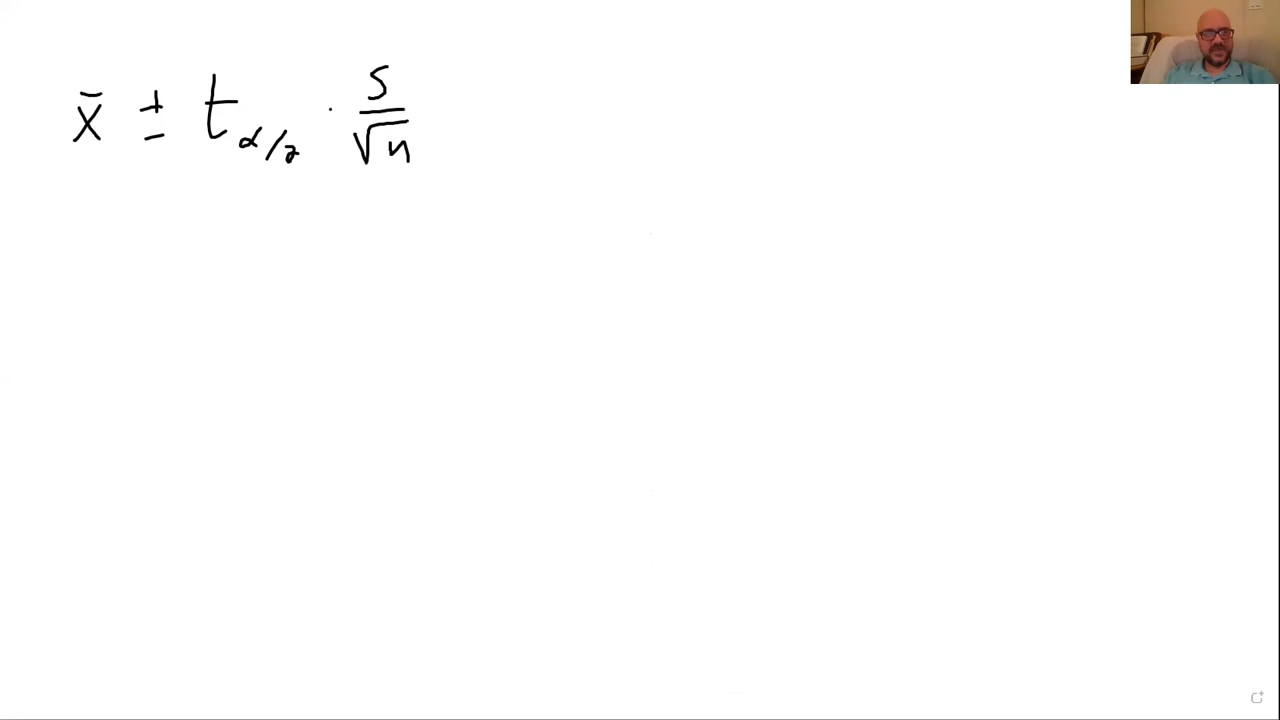 x̄ ± t_{α/2} · s/√n